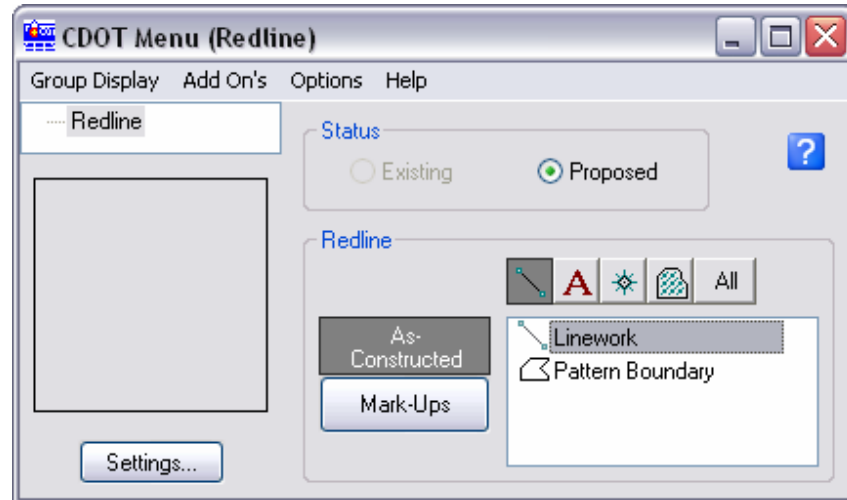 CDOT Menu (Redline)
Group Display Add On's Options Help
Redline
Status
Existing Proposed
?
Redline
A All
As-
Constructed
Mark-Ups
Linework
Pattern Boundary
Settings...